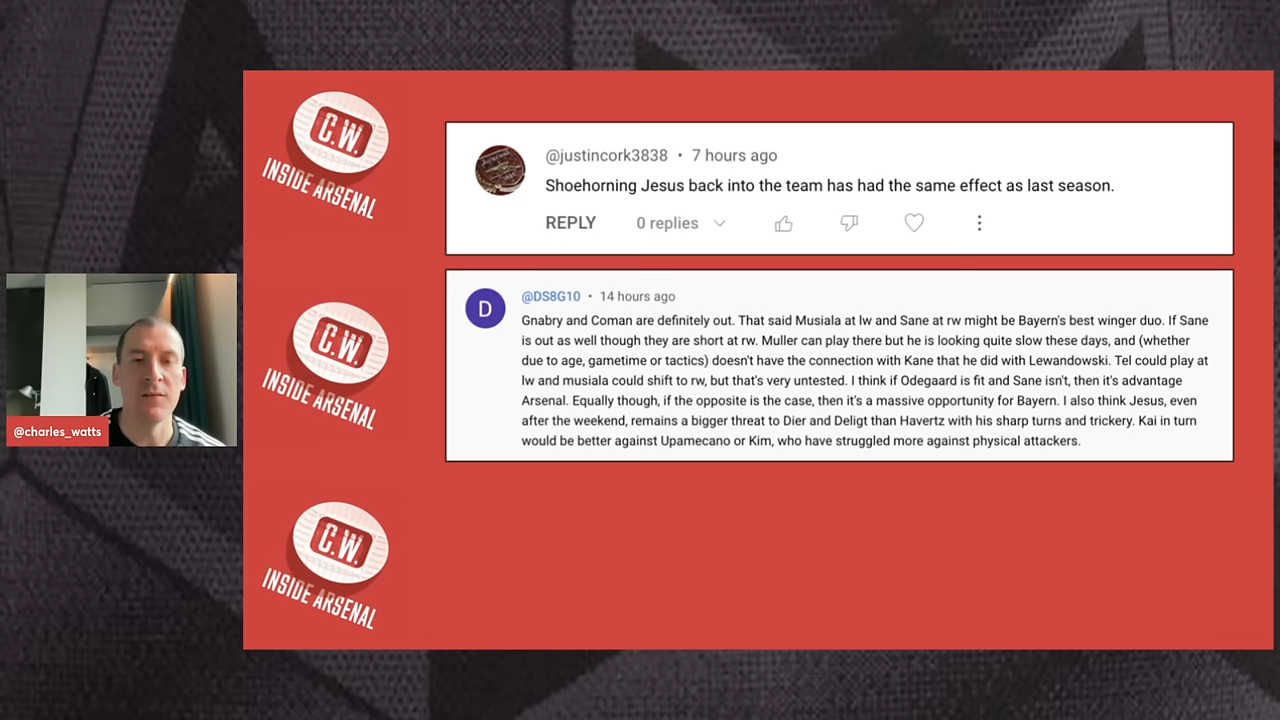 C.W.
INSIDE ARSENAL
@justincork3838 • 7 hours ago
Shoehorning Jesus back into the team has had the same effect as last season.
REPLY 0 replies
D
@DS8G10 • 14 hours ago
Gnabry and Coman are definitely out. That said Musiala at lw and Sane at rw might be Bayern's best winger duo. If Sane
is out as well though they are short at rw. Muller can play there but he is looking quite slow these days, and (whether
due to age, gametime or tactics) doesn't have the connection with Kane that he did with Lewandowski. Tel could play at
lw and musiala could shift to rw, but that's very untested. I think if Odegaard is fit and Sane isn't, then it's advantage
Arsenal. Equally though, if the opposite is the case, then it's a massive opportunity for Bayern. I also think Jesus, even
after the weekend, remains a bigger threat to Dier and Deligt than Havertz with his sharp turns and trickery. Kai in turn
would be better against Upamecano or Kim, who have struggled more against physical attackers.
C.W.
INSIDE ARSENAL
@charles_watts
C.W.
INSIDE ARSENAL